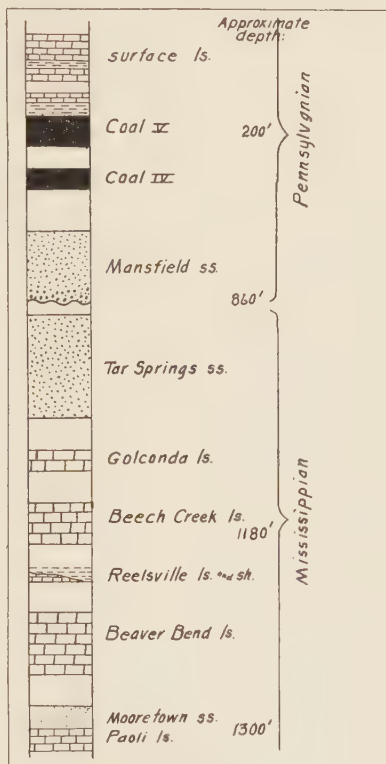 Approximate
depth:
surface ls.
Coal V
200'
Coal IV
Pennsylvanian
Mansfield ss.
860'
Tar Springs ss.
Golconda ls.
Beech Creek ls.
1180'
Mississippian
Reelsville ls. and sh.
Beaver Bend ls.
Mooretown ss.
Paoli ls.
1300'